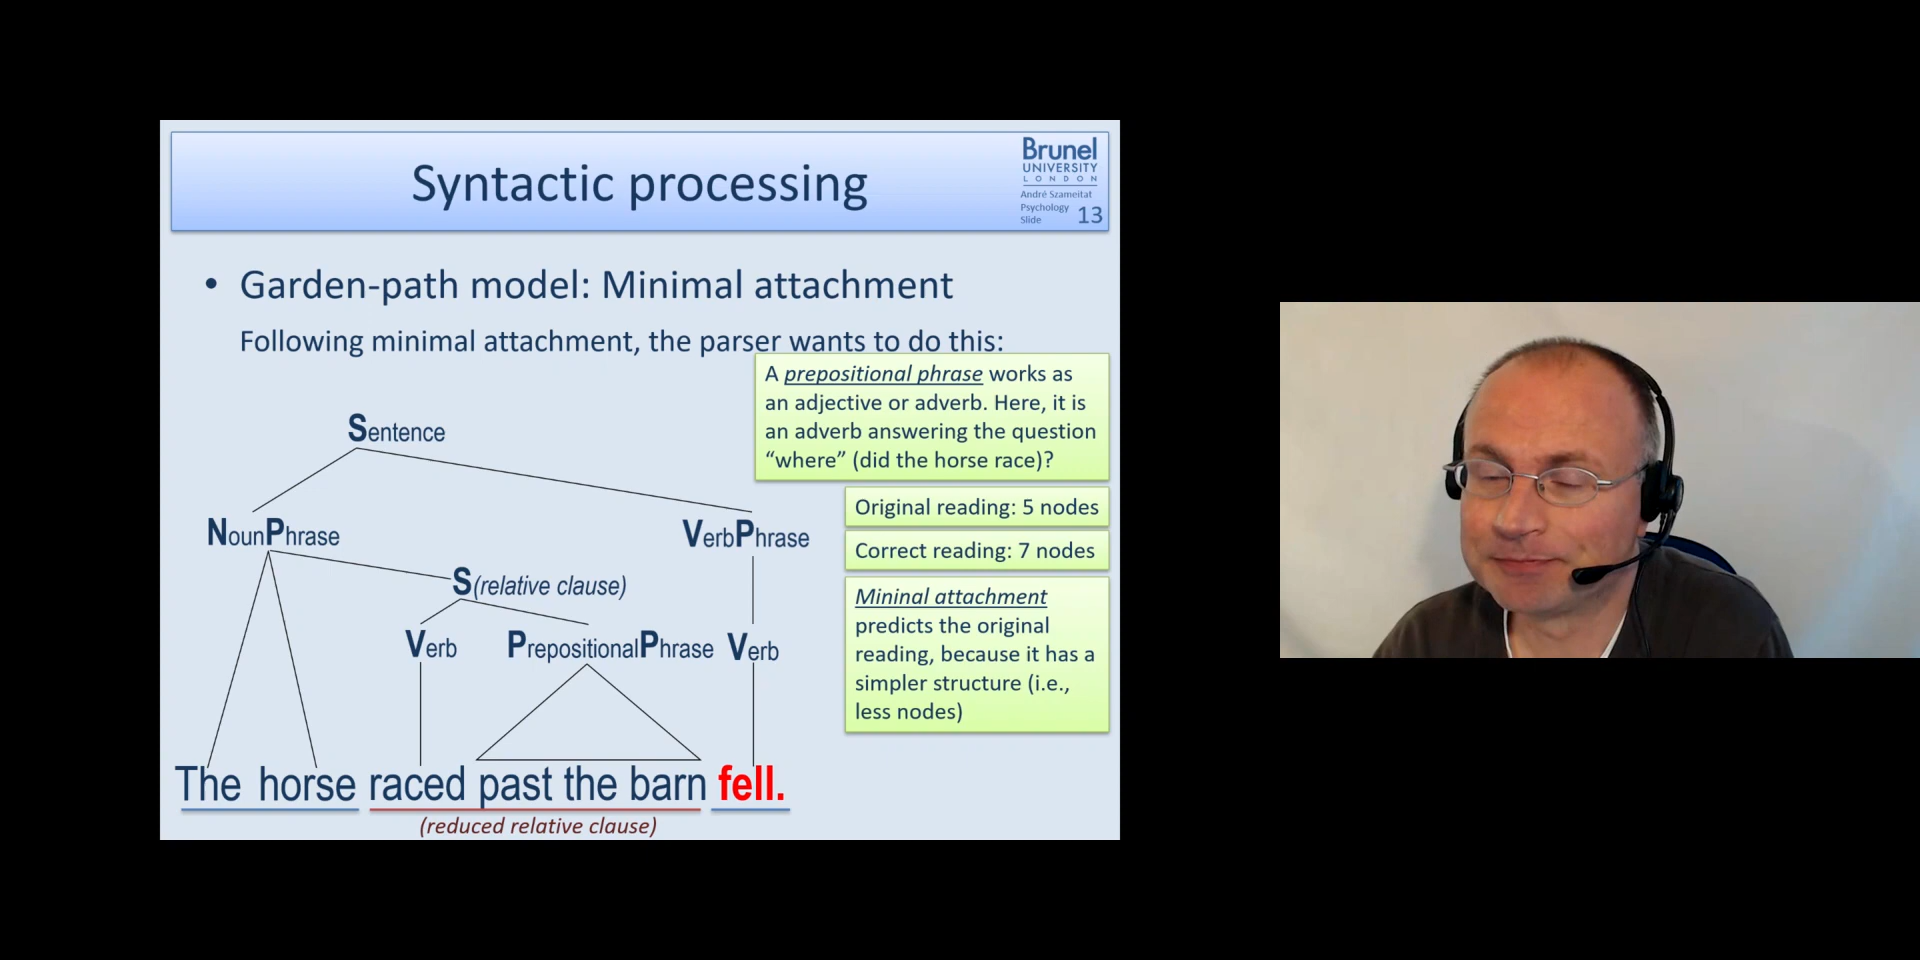 Syntactic processing
Brunel
UNIVERSITY
LONDON
André Szameitat
Psychology
Slide 13
• Garden-path model: Minimal attachment
Following minimal attachment, the parser wants to do this:
A prepositional phrase works as
an adjective or adverb. Here, it is
an adverb answering the question
“where” (did the horse race)?
Sentence
Original reading: 5 nodes
NounPhrase
VerbPhrase
Correct reading: 7 nodes
S(relative clause)
Mininal attachment
predicts the original
reading, because it has a
simpler structure (i.e.,
less nodes)
Verb
PrepositionalPhrase
Verb
The horse raced past the barn fell.
(reduced relative clause)